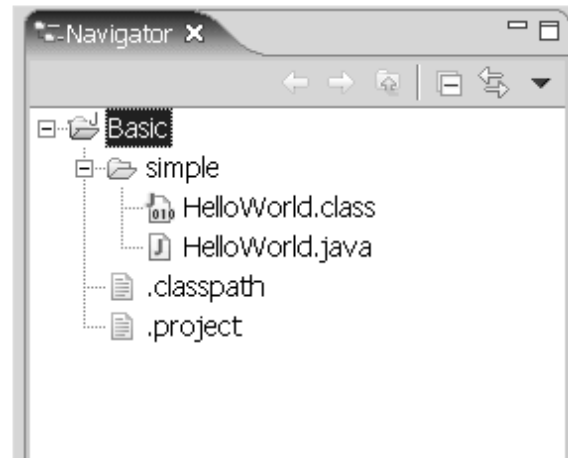 Navigator
Basic
simple
HelloWorld.class
HelloWorld.java
.classpath
.project